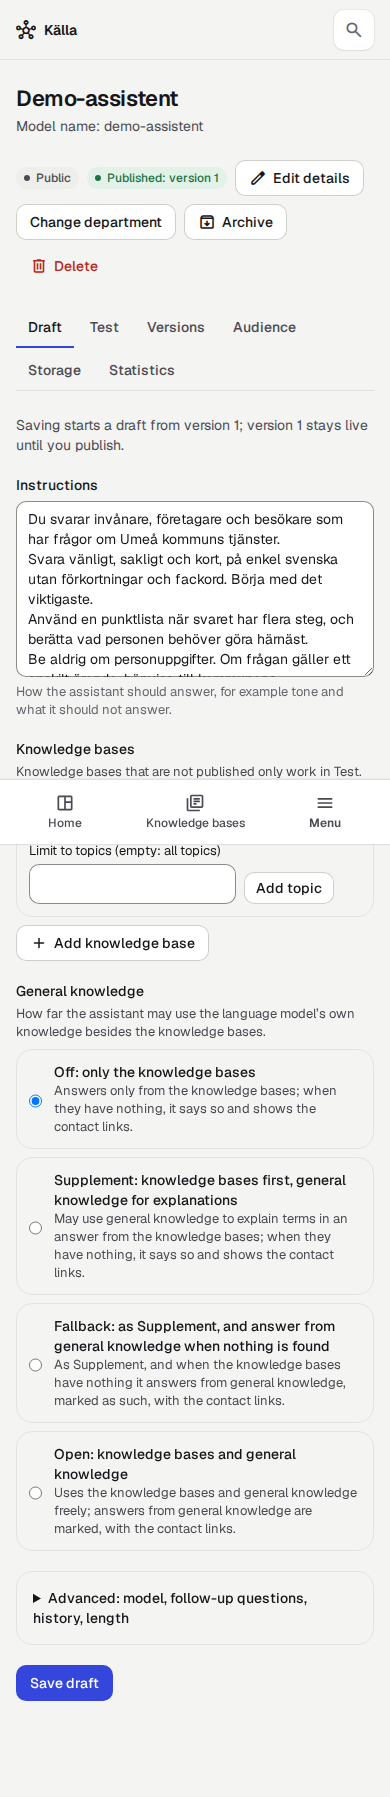 Källa
Demo-assistent
Model name: demo-assistent
Public
Published: version 1
Edit details
Change department
Archive
Delete
Draft
Test
Versions
Audience
Storage
Statistics
Saving starts a draft from version 1; version 1 stays live
until you publish.
Instructions
Du svarar invånare, företagare och besökare som
har frågor om Umeå kommuns tjänster.
Svara vänligt, sakligt och kort, på enkel svenska
utan förkortningar och fackord. Börja med det
viktigaste.
Använd en punktlista när svaret har flera steg, och
berätta vad personen behöver göra härnäst.
Be aldrig om personuppgifter. Om frågan gäller ett
How the assistant should answer, for example tone and
what it should not answer.
Knowledge bases
Knowledge bases that are not published only work in Test.
Home
Knowledge bases
Menu
Limit to topics (empty: all topics)
Add topic
Add knowledge base
General knowledge
How far the assistant may use the language model's own
knowledge besides the knowledge bases.
Off: only the knowledge bases
Answers only from the knowledge bases; when
they have nothing, it says so and shows the
contact links.
Supplement: knowledge bases first, general
knowledge for explanations
May use general knowledge to explain terms in an
answer from the knowledge bases; when they
have nothing, it says so and shows the contact
links.
Fallback: as Supplement, and answer from
general knowledge when nothing is found
As Supplement, and when the knowledge bases
have nothing it answers from general knowledge,
marked as such, with the contact links.
Open: knowledge bases and general
knowledge
Uses the knowledge bases and general knowledge
freely; answers from general knowledge are
marked, with the contact links.
Advanced: model, follow-up questions,
history, length
Save draft